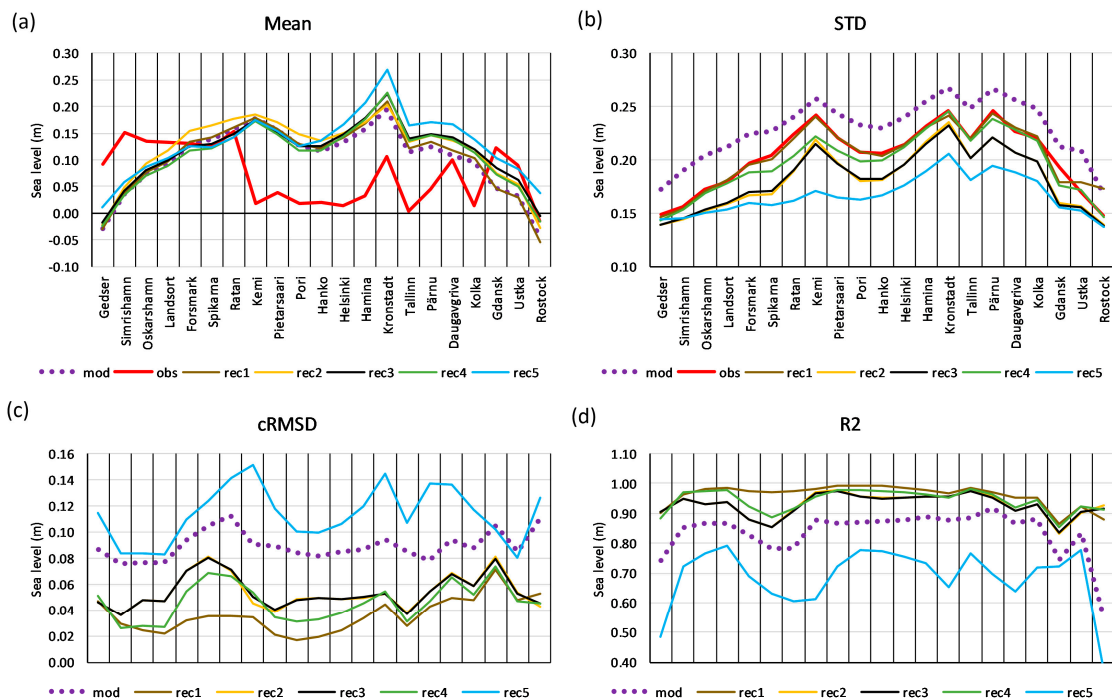 (a)
Mean
Sea level (m)
0.30
0.25
0.20
0.15
0.10
0.05
0.00
-0.05
-0.10
Gedser
Simrishamn
Oskarshamn
Landsort
Forsmark
Spikarna
Ratan
Kemi
Pietarsaari
Pori
Hanko
Helsinki
Hamina
Kronstadt
Tallinn
Pärnu
Daugavgriva
Kolka
Gdansk
Ustka
Rostock
mod obs rec1 rec2 rec3 rec4 rec5
(b)
STD
Sea level (m)
0.30
0.25
0.20
0.15
0.10
Gedser
Simrishamn
Oskarshamn
Landsort
Forsmark
Spikarna
Ratan
Kemi
Pietarsaari
Pori
Hanko
Helsinki
Hamina
Kronstadt
Tallinn
Pärnu
Daugavgriva
Kolka
Gdansk
Ustka
Rostock
mod obs rec1 rec2 rec3 rec4 rec5
(c)
cRMSD
Sea level (m)
0.16
0.14
0.12
0.10
0.08
0.06
0.04
0.02
0.00
mod rec1 rec2 rec3 rec4 rec5
(d)
R2
Sea level (m)
1.10
1.00
0.90
0.80
0.70
0.60
0.50
0.40
mod rec1 rec2 rec3 rec4 rec5